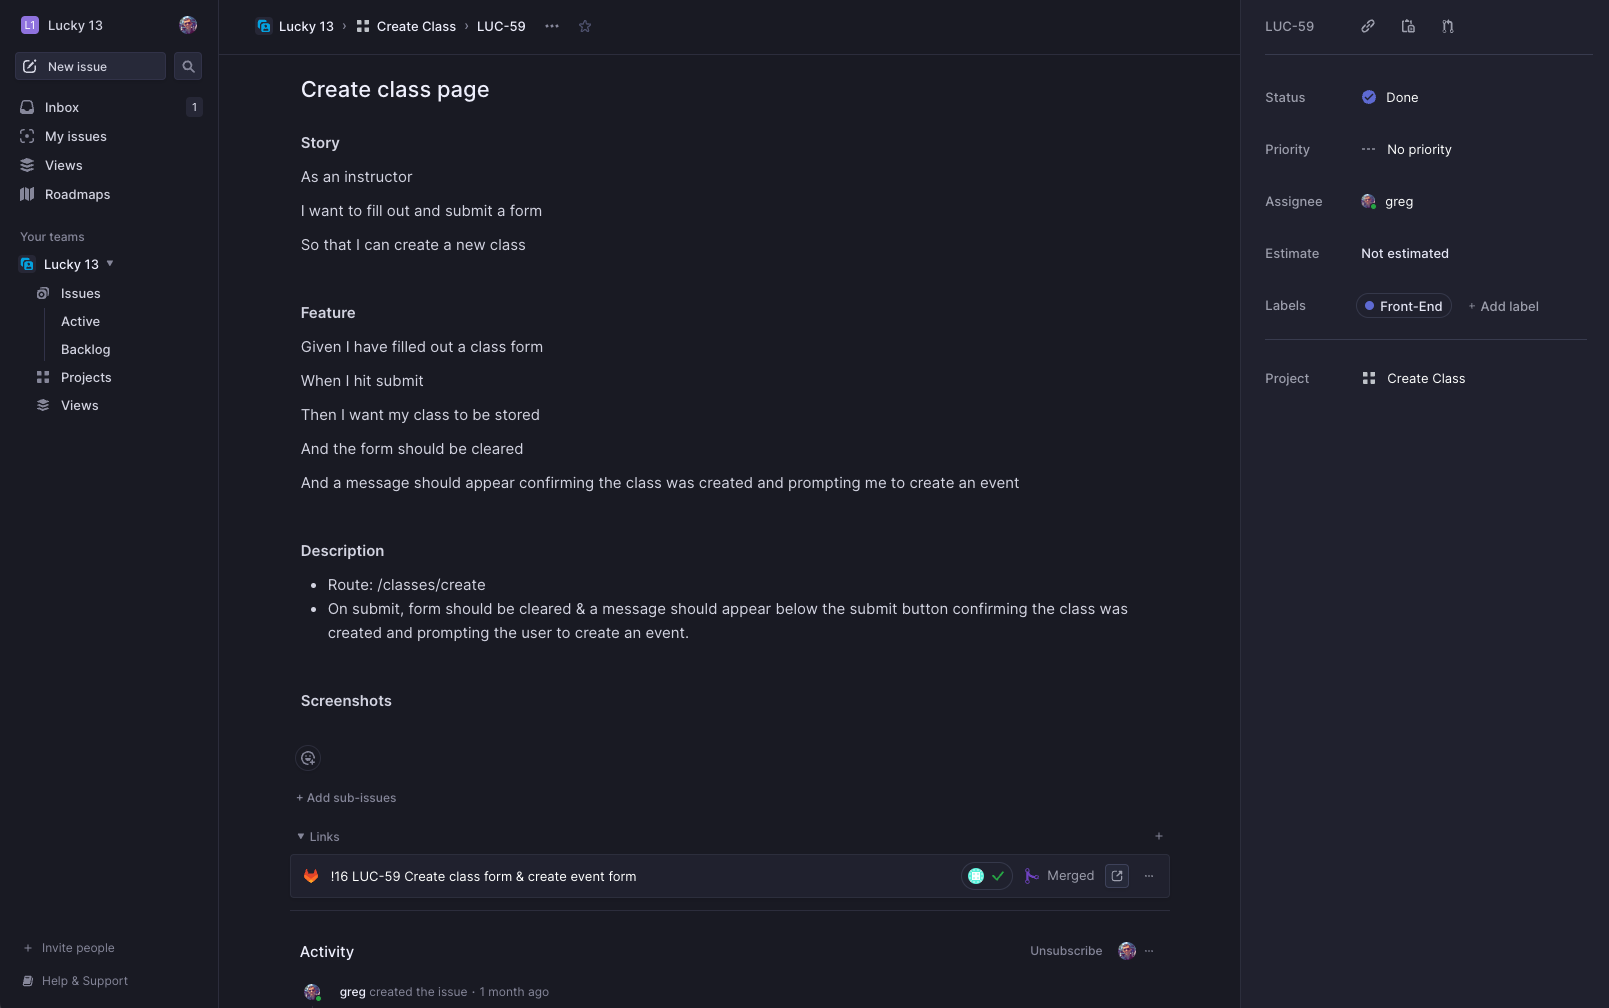 L1 Lucky 13
New issue
Inbox 1
My issues
Views
Roadmaps
Your teams
Lucky 13
Issues
Active
Backlog
Projects
Views
Invite people
Help & Support
Lucky 13 › Create Class › LUC-59
Create class page
Story
As an instructor
I want to fill out and submit a form
So that I can create a new class
Feature
Given I have filled out a class form
When I hit submit
Then I want my class to be stored
And the form should be cleared
And a message should appear confirming the class was created and prompting me to create an event
Description
• Route: /classes/create
• On submit, form should be cleared & a message should appear below the submit button confirming the class was
created and prompting the user to create an event.
Screenshots
+ Add sub-issues
Links +
!16 LUC-59 Create class form & create event form Merged
Activity Unsubscribe
greg created the issue · 1 month ago
LUC-59
Status Done
Priority No priority
Assignee greg
Estimate Not estimated
Labels Front-End + Add label
Project Create Class